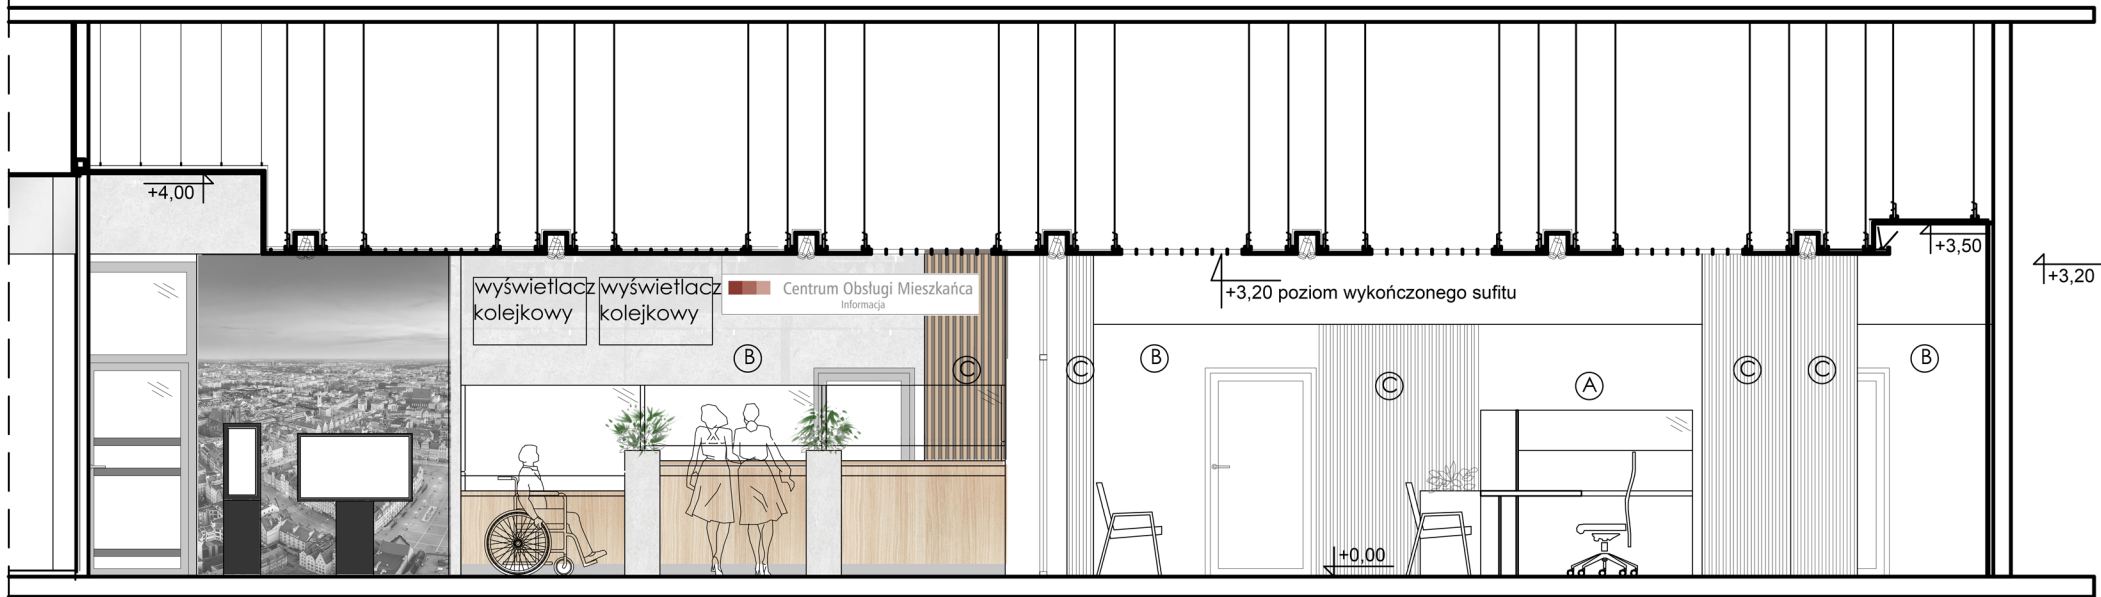 +4,00
+3,50
+3,20
wyświetlacz
kolejkowy
wyświetlacz
kolejkowy
Centrum Obsługi Mieszkańca
Informacja
+3,20 poziom wykończonego sufitu
B
C
C
B
C
A
C
C
B
+0,00